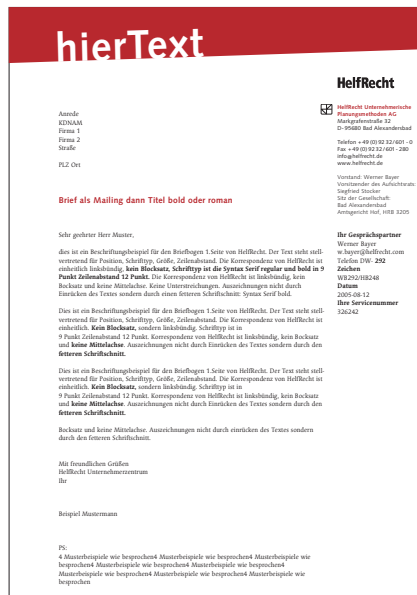 hierText
HelfRecht
HelfRecht Unternehmerische
Planungsmethoden AG
Markgrafenstraße 32
D-95680 Bad Alexandersbad
Telefon +49 (0) 92 32/601 - 0
Fax +49 (0) 92 32/601 - 280
info@helfrecht.de
www.helfrecht.de
Vorstand: Werner Bayer
Vorsitzender des Aufsichtsrats:
Siegfried Stocker
Sitz der Gesellschaft:
Bad Alexandersbad
Amtsgericht Hof, HRB 3205
Anrede
KDNAM
Firma 1
Firma 2
Straße
PLZ Ort
Brief als Mailing dann Titel bold oder roman
Ihr Gesprächspartner
Werner Bayer
w.bayer@helfrecht.com
Telefon DW- 292
Zeichen
WB292/HB248
Datum
2005-08-12
Ihre Servicenummer
326242
Sehr geehrter Herr Muster,
dies ist ein Beschriftungsbeispiel für den Briefbogen 1.Seite von HelfRecht. Der Text steht stell-
vertretend für Position, Schrifttyp, Größe, Zeilenabstand. Die Korrespondenz von HelfRecht ist
einheitlich linksbündig, kein Blocksatz, Schrifttyp ist die Syntax Serif regular und bold in 9
Punkt Zeilenabstand 12 Punkt. Die Korrespondenz von HelfRecht ist linksbündig, kein
Bocksatz und keine Mittelachse. Keine Unterstreichungen. Auszeichnungen nicht durch
Einrücken des Textes sondern durch einen fetteren Schriftschnitt: Syntax Serif bold.
Dies ist ein Beschriftungsbeispiel für den Briefbogen 1.Seite von HelfRecht. Der Text steht stell-
vertretend für Position, Schrifttyp, Größe, Zeilenabstand. Die Korrespondenz von HelfRecht ist
einheitlich. Kein Blocksatz, sondern linksbündig. Schriftyp ist in
9 Punkt Zeilenabstand 12 Punkt. Korrespondenz von HelfRecht ist linksbündig, kein Bocksatz
und keine Mittelachse. Auszeichnungen nicht durch Einrücken des Textes sondern durch den
fetteren Schriftschnitt.
Dies ist ein Beschriftungsbeispiel für den Briefbogen 1.Seite von HelfRecht. Der Text steht stell-
vertretend für Position, Schrifttyp, Größe, Zeilenabstand. Die Korrespondenz von HelfRecht ist
einheitlich. Kein Blocksatz, sondern linksbündig. Schriftyp ist in
9 Punkt Zeilenabstand 12 Punkt. Korrespondenz von HelfRecht ist linksbündig, kein Bocksatz
und keine Mittelachse. Auszeichnungen nicht durch Einrücken des Textes sondern durch den
fetteren Schriftschnitt.
Bocksatz und keine Mittelachse. Auszeichnungen nicht durch einrücken des Textes sondern
durch den fetteren Schriftschnitt.
Mit freundlichen Grüßen
HelfRecht Unternehmerzentrum
Ihr
Beispiel Mustermann
PS:
4 Musterbeispiele wie besprochen4 Musterbeispiele wie besprochen4 Musterbeispiele wie
besprochen4 Musterbeispiele wie besprochen4 Musterbeispiele wie besprochen4
Musterbeispiele wie besprochen4 Musterbeispiele wie besprochen4 Musterbeispiele wie
besprochen